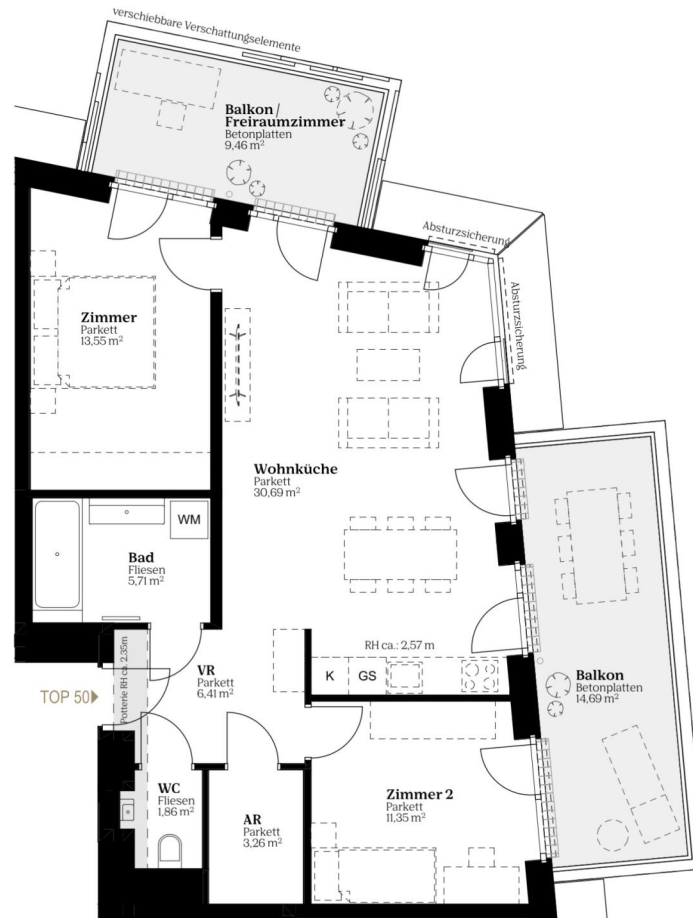 verschiebbare Verschattungselemente
Balkon /
Freiraumzimmer
Betonplatten
9,46 m²
Absturzsicherung
Absturzsicherung
Zimmer
Parkett
13,55 m²
Wohnküche
Parkett
30,69 m²
WM
Bad
Fliesen
5,71 m²
RH ca.: 2,57 m
K
GS
Potterie RH ca. 2.35m
VR
Parkett
6,41 m²
TOP 50
Balkon
Betonplatten
14,69 m²
WC
Fliesen
1,86 m²
AR
Parkett
3,26 m²
Zimmer 2
Parkett
11,35 m²